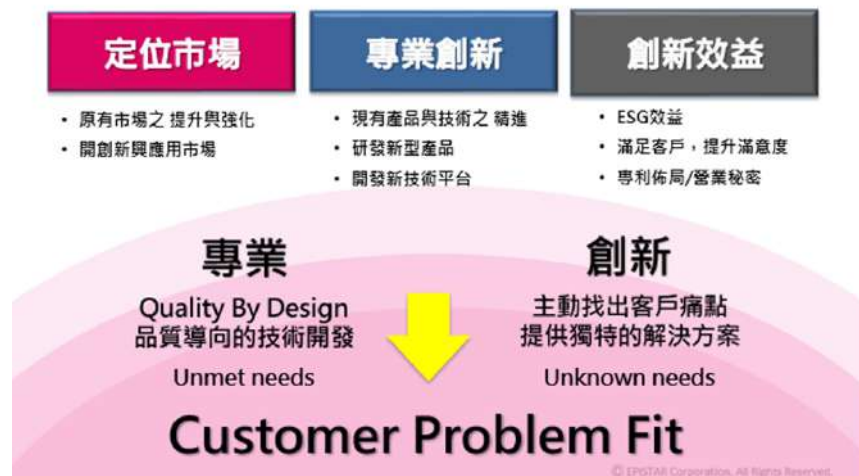 定位市場
專業創新
創新效益
• 原有市場之 提升與強化
• 開創新興應用市場
• 現有產品與技術之 精進
• 研發新型產品
• 開發新技術平台
• ESG效益
• 滿足客戶，提升滿意度
• 專利佈局/營業秘密
專業
Quality By Design
品質導向的技術開發
Unmet needs
創新
主動找出客戶痛點
提供獨特的解決方案
Unknown needs
Customer Problem Fit
© EPISTAR Corporation. All Rights Reserved.